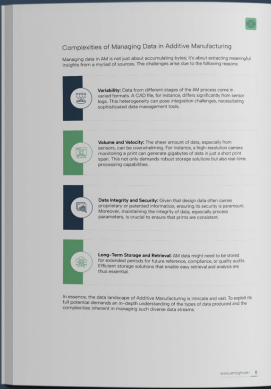 Complexities of Managing Data in Additive Manufacturing
Managing data in AM is not just about accumulating bytes; it's about extracting meaningful
insights from a myriad of sources. The challenges arise due to the following reasons:
Variability: Data from different stages of the AM process come in
varied formats. A CAD file, for instance, differs significantly from sensor
logs. This heterogeneity can pose integration challenges, necessitating
sophisticated data management tools.
Volume and Velocity: The sheer amount of data, especially from
sensors, can be overwhelming. For instance, a high-resolution camera
monitoring a print can generate gigabytes of data in just a short print
span. This not only demands robust storage solutions but also real-time
processing capabilities.
Data Integrity and Security: Given that design data often carries
proprietary or patented information, ensuring its security is paramount.
Moreover, maintaining the integrity of data, especially process
parameters, is crucial to ensure that prints are consistent.
Long-Term Storage and Retrieval: AM data might need to be stored
for extended periods for future reference, compliance, or quality audits.
Efficient storage solutions that enable easy retrieval and analysis are
thus essential.
In essence, the data landscape of Additive Manufacturing is intricate and vast. To exploit its
full potential demands an in-depth understanding of the types of data produced and the
complexities inherent in managing such diverse data streams.